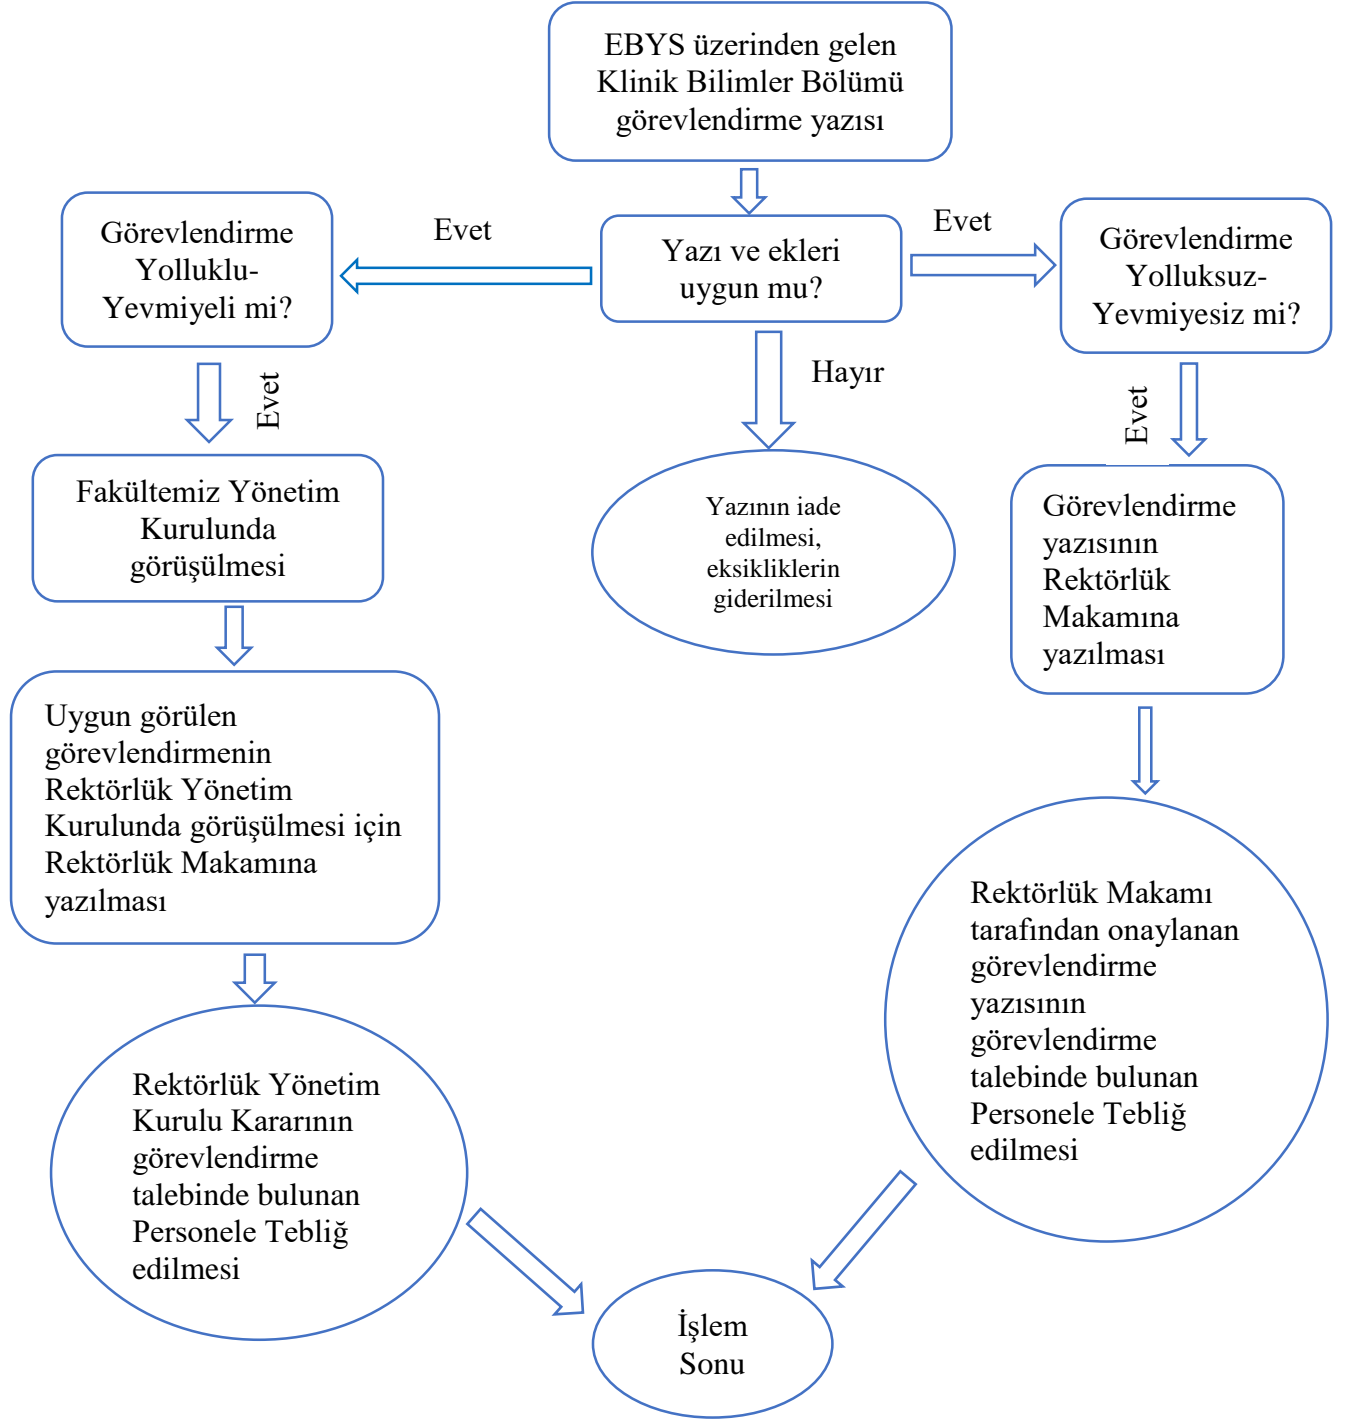 EBYS üzerinden gelen
Klinik Bilimler Bölümü
görevlendirme yazısı
Görevlendirme
Yolluklu-
Yevmiyeli mi?
Evet
Yazı ve ekleri
uygun mu?
Evet
Görevlendirme
Yolluksuz-
Yevmiyesiz mi?
Evet
Hayır
Evet
Fakültemiz Yönetim
Kurulunda
görüşülmesi
Yazının iade
edilmesi,
eksikliklerin
giderilmesi
Görevlendirme
yazısının
Rektörlük
Makamına
yazılması
Uygun görülen
görevlendirmenin
Rektörlük Yönetim
Kurulunda görüşülmesi için
Rektörlük Makamına
yazılması
Rektörlük Makamı
tarafından onaylanan
görevlendirme
yazısının
görevlendirme
talebinde bulunan
Personele Tebliğ
edilmesi
Rektörlük Yönetim
Kurulu Kararının
görevlendirme
talebinde bulunan
Personele Tebliğ
edilmesi
İşlem
Sonu